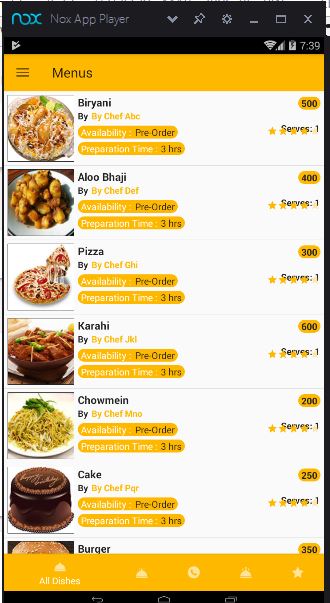 nox Nox App Player
7:39
Menus
Biryani 500
By By Chef Abc
Availability : Pre-Order Serves: 1
Preparation Time : 3 hrs
Aloo Bhaji 400
By By Chef Def
Availability : Pre-Order Serves: 1
Preparation Time : 3 hrs
Pizza 300
By By Chef Ghi
Availability : Pre-Order Serves: 1
Preparation Time : 3 hrs
Karahi 600
By By Chef Jkl
Availability : Pre-Order Serves: 1
Preparation Time : 3 hrs
Chowmein 200
By By Chef Mno
Availability : Pre-Order Serves: 1
Preparation Time : 3 hrs
Cake 250
By By Chef Pqr
Availability : Pre-Order Serves: 1
Preparation Time : 3 hrs
Burger 350
All Dishes